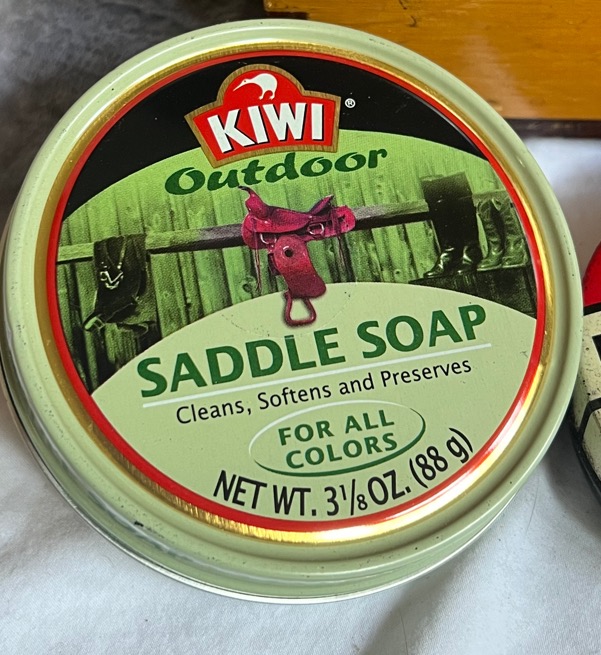 KIWI®
Outdoor
SADDLE SOAP
Cleans, Softens and Preserves
FOR ALL
COLORS
NET WT. 3 1/8 OZ. (88 g)